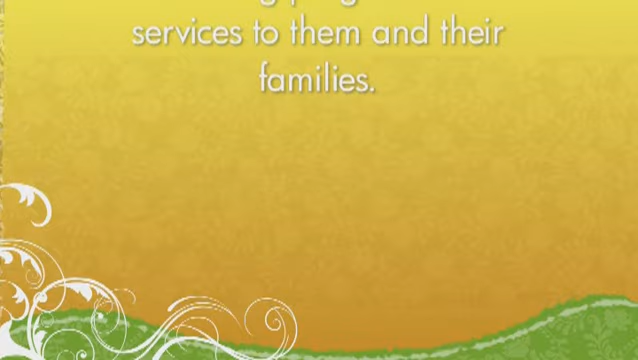 services to them and their
families.